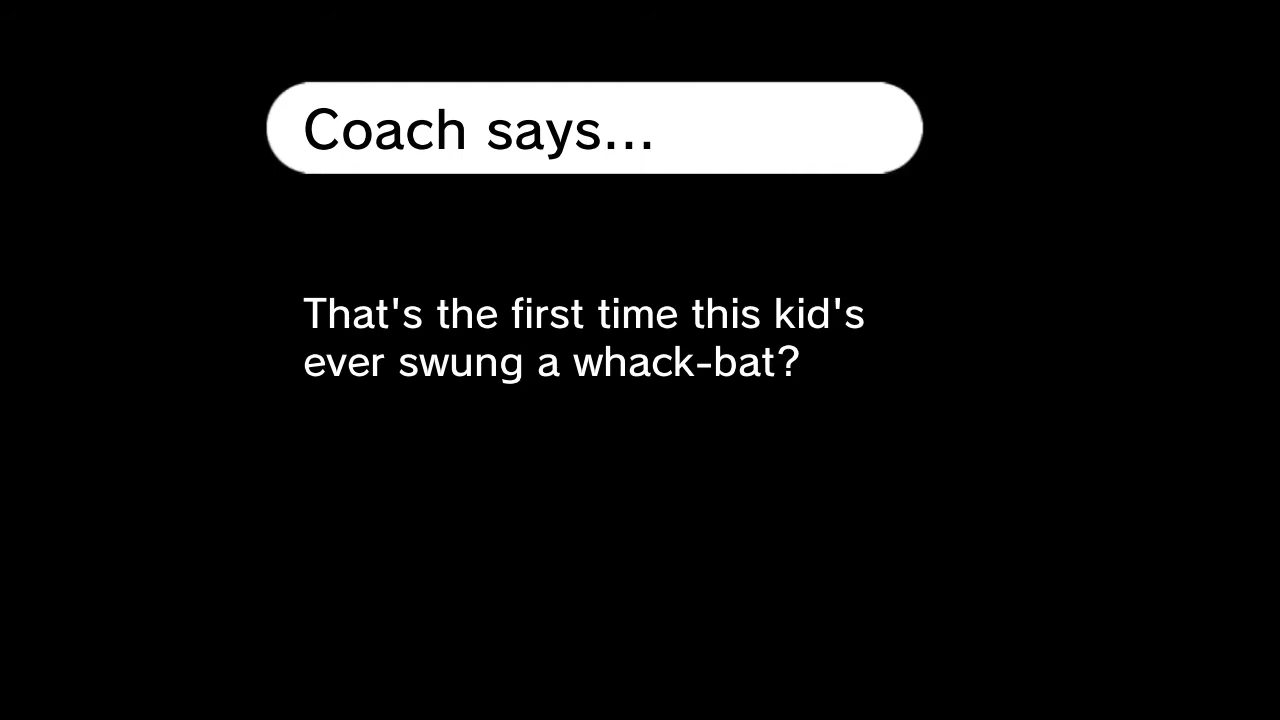 Coach says...
That's the first time this kid's
ever swung a whack-bat?